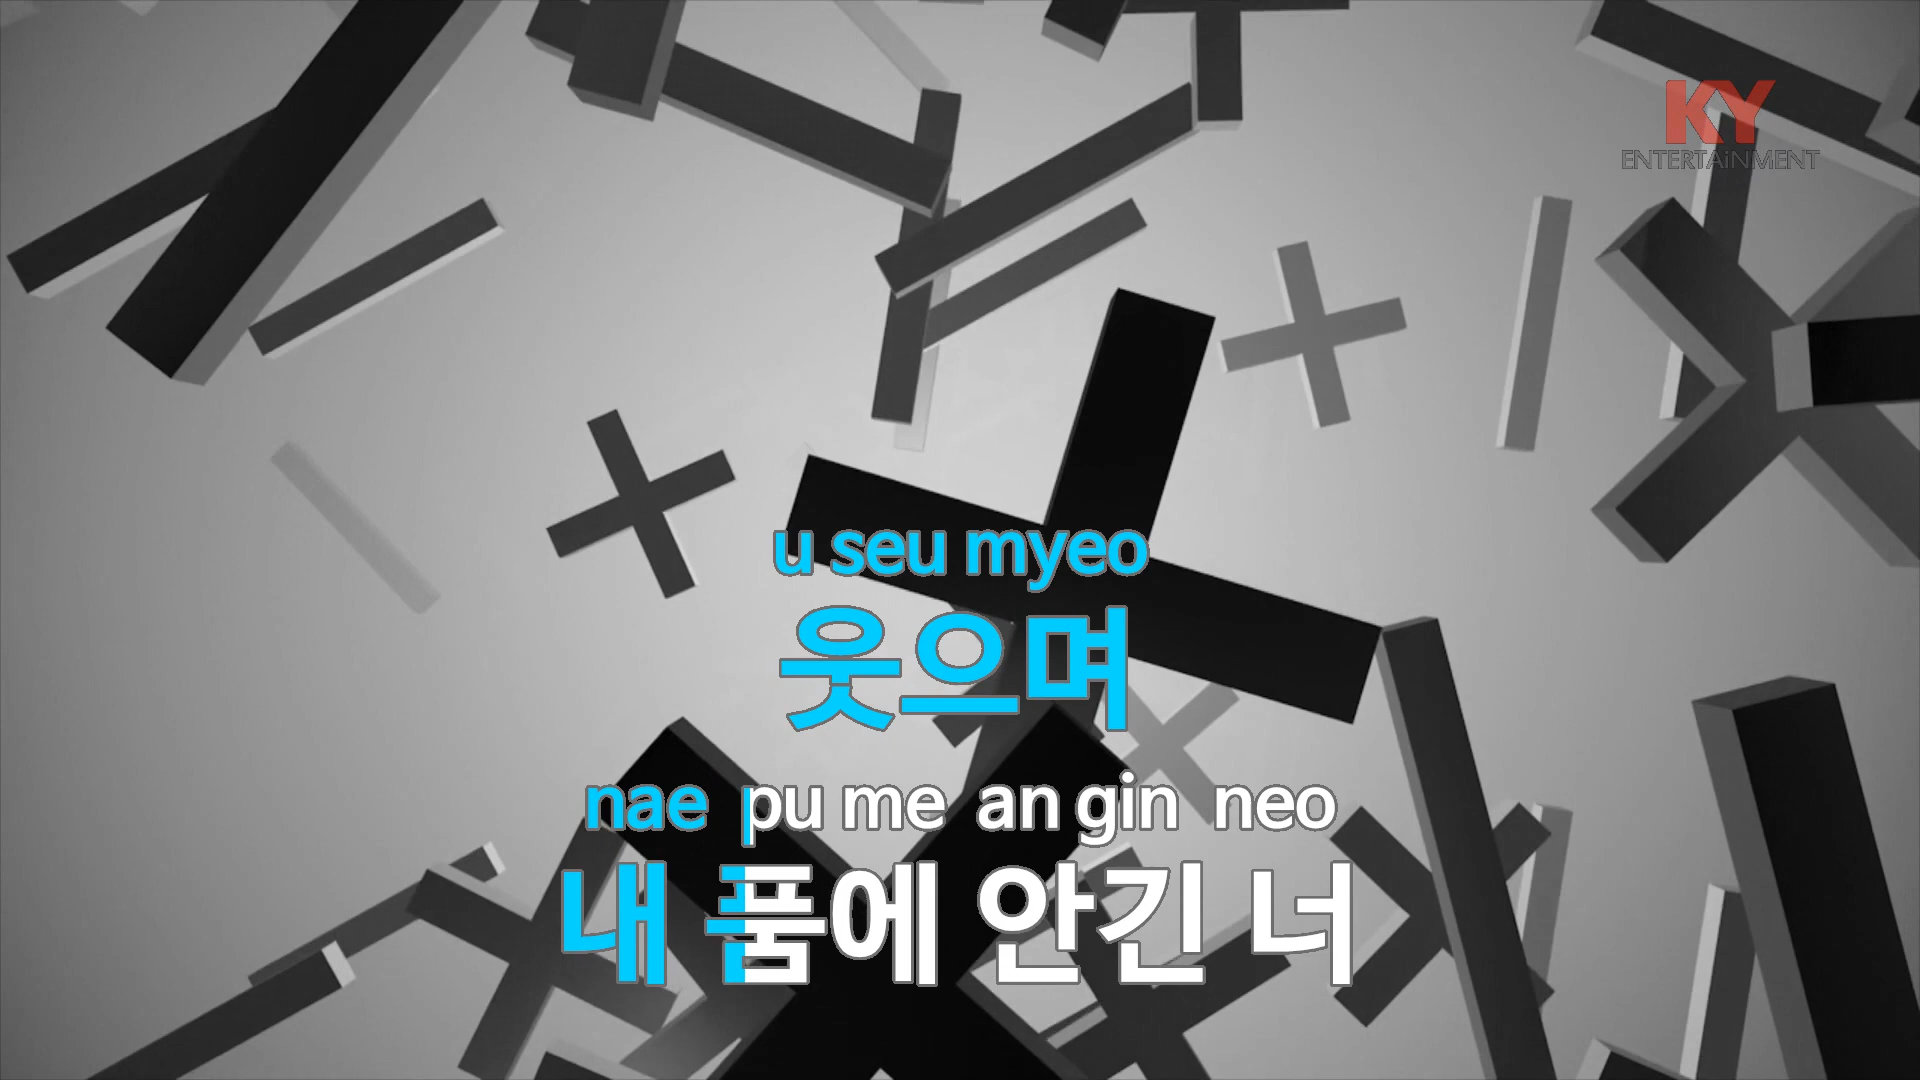 KY
ENTERTAiNMENT
u seu myeo
웃으며
nae pu me an gin neo
내 품에 안긴 너